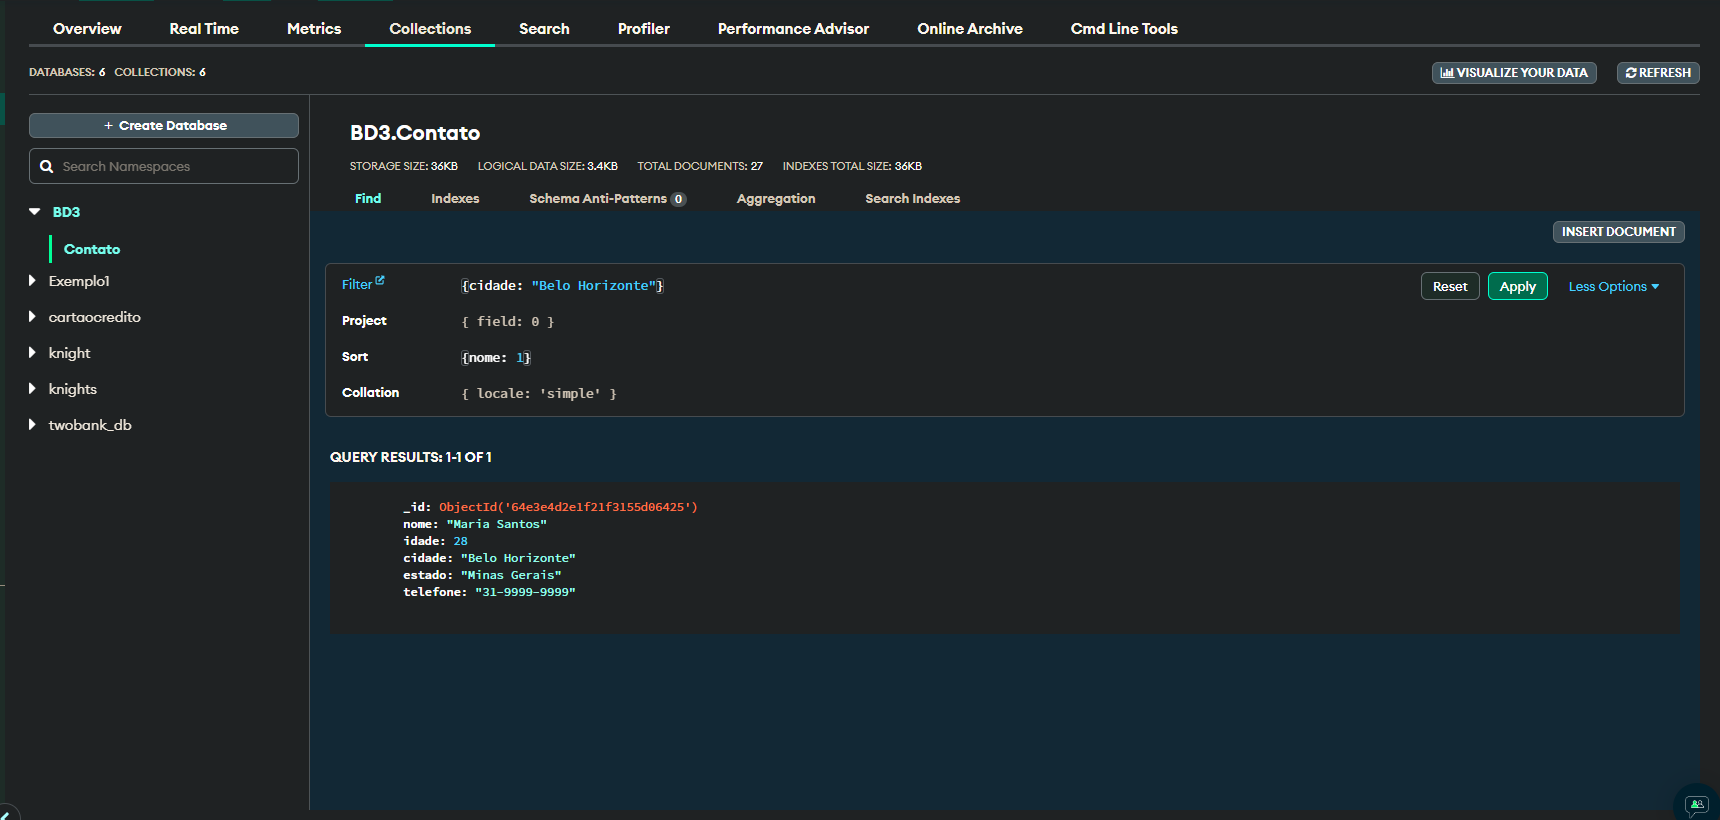 Overview Real Time Metrics Collections Search Profiler Performance Advisor Online Archive Cmd Line Tools
DATABASES: 6 COLLECTIONS: 6
VISUALIZE YOUR DATA REFRESH
+ Create Database
Search Namespaces
BD3
Contato
Exemplo1
cartaocredito
knight
knights
twobank_db
BD3.Contato
STORAGE SIZE: 36KB LOGICAL DATA SIZE: 3.4KB TOTAL DOCUMENTS: 27 INDEXES TOTAL SIZE: 36KB
Find Indexes Schema Anti-Patterns 0 Aggregation Search Indexes
INSERT DOCUMENT
Filter {cidade: "Belo Horizonte"} Reset Apply Less Options
Project { field: 0 }
Sort {nome: 1}
Collation { locale: 'simple' }
QUERY RESULTS: 1-1 OF 1
_id: ObjectId('64e3e4d2e1f21f3155d06425')
nome: "Maria Santos"
idade: 28
cidade: "Belo Horizonte"
estado: "Minas Gerais"
telefone: "31-9999-9999"